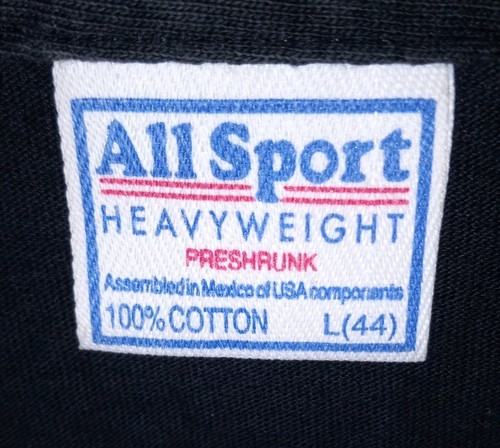 All Sport
HEAVYWEIGHT
PRESHRUNK
Assembled in Mexico of USA components
100% COTTON L(44)